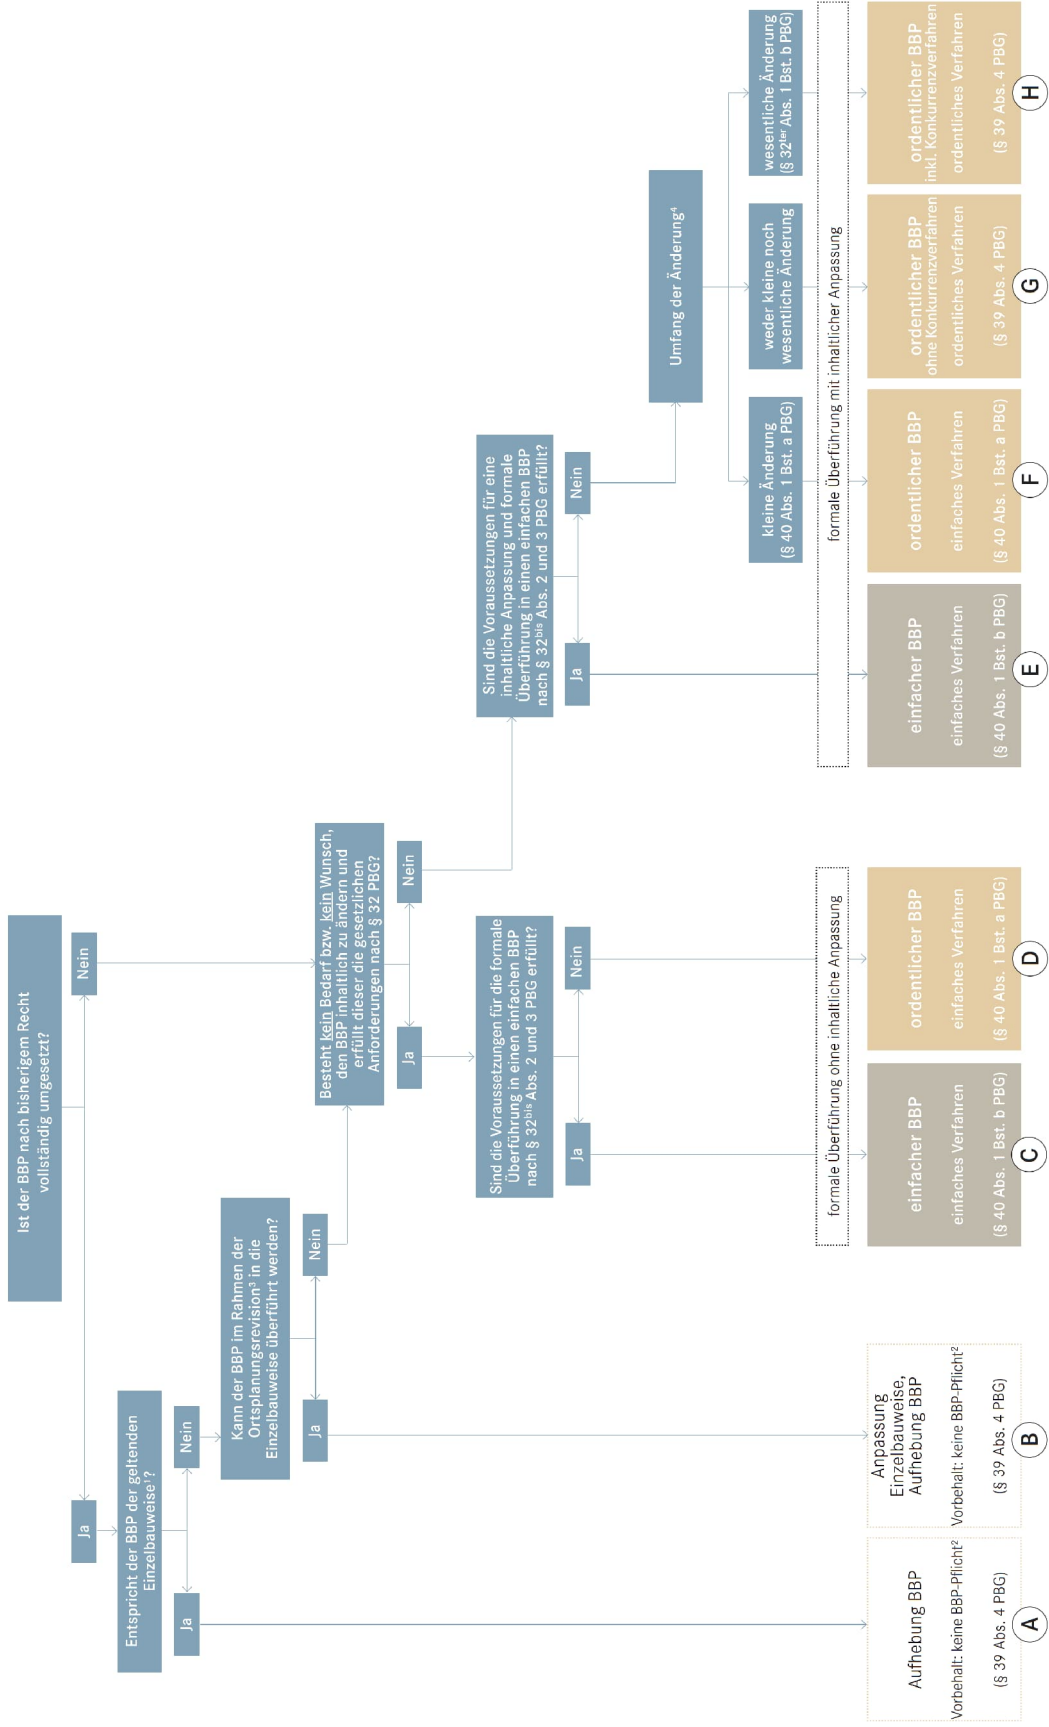 Ist der BBP nach bisherigem Recht
vollständig umgesetzt?
Ja
Nein
Entspricht der BBP der geltenden
Einzelbauweise¹?
Ja
Nein
Kann der BBP im Rahmen der
Ortsplanungsrevision³ in die
Einzelbauweise überführt werden?
Ja
Nein
Besteht kein Bedarf bzw. kein Wunsch,
den BBP inhaltlich zu ändern und
erfüllt dieser die gesetzlichen
Anforderungen nach § 32 PBG?
Ja
Nein
Sind die Voraussetzungen für die formale
Überführung in einen einfachen BBP
nach § 32bis Abs. 2 und 3 PBG erfüllt?
Ja
Nein
Sind die Voraussetzungen für eine
inhaltliche Anpassung und formale
Überführung in einen einfachen BBP
nach § 32bis Abs. 2 und 3 PBG erfüllt?
Ja
Nein
Umfang der Änderung⁴
kleine Änderung
(§ 40 Abs. 1 Bst. a PBG)
weder kleine noch
wesentliche Änderung
wesentliche Änderung
(§ 32ter Abs. 1 Bst. b PBG)
formale Überführung ohne inhaltliche Anpassung
formale Überführung mit inhaltlicher Anpassung
Aufhebung BBP
Vorbehalt: keine BBP-Pflicht²
(§ 39 Abs. 4 PBG)
A
Anpassung
Einzelbauweise,
Aufhebung BBP
Vorbehalt: keine BBP-Pflicht²
(§ 39 Abs. 4 PBG)
B
einfacher BBP
einfaches Verfahren
(§ 40 Abs. 1 Bst. b PBG)
C
ordentlicher BBP
einfaches Verfahren
(§ 40 Abs. 1 Bst. a PBG)
D
einfacher BBP
einfaches Verfahren
(§ 40 Abs. 1 Bst. b PBG)
E
ordentlicher BBP
einfaches Verfahren
(§ 40 Abs. 1 Bst. a PBG)
F
ordentlicher BBP
ohne Konkurrenzverfahren
ordentliches Verfahren
(§ 39 Abs. 4 PBG)
G
ordentlicher BBP
inkl. Konkurrenzverfahren
ordentliches Verfahren
(§ 39 Abs. 4 PBG)
H